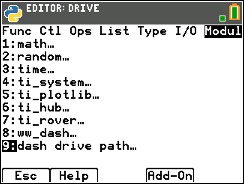 EDITOR: DRIVE
Func Ctl Ops List Type I/O Modul
1:math…
2:random…
3:time…
4:ti_system…
5:ti_plotlib…
6:ti_hub…
7:ti_rover…
8:ww_dash…
9:dash drive path…
Esc Help Add-On